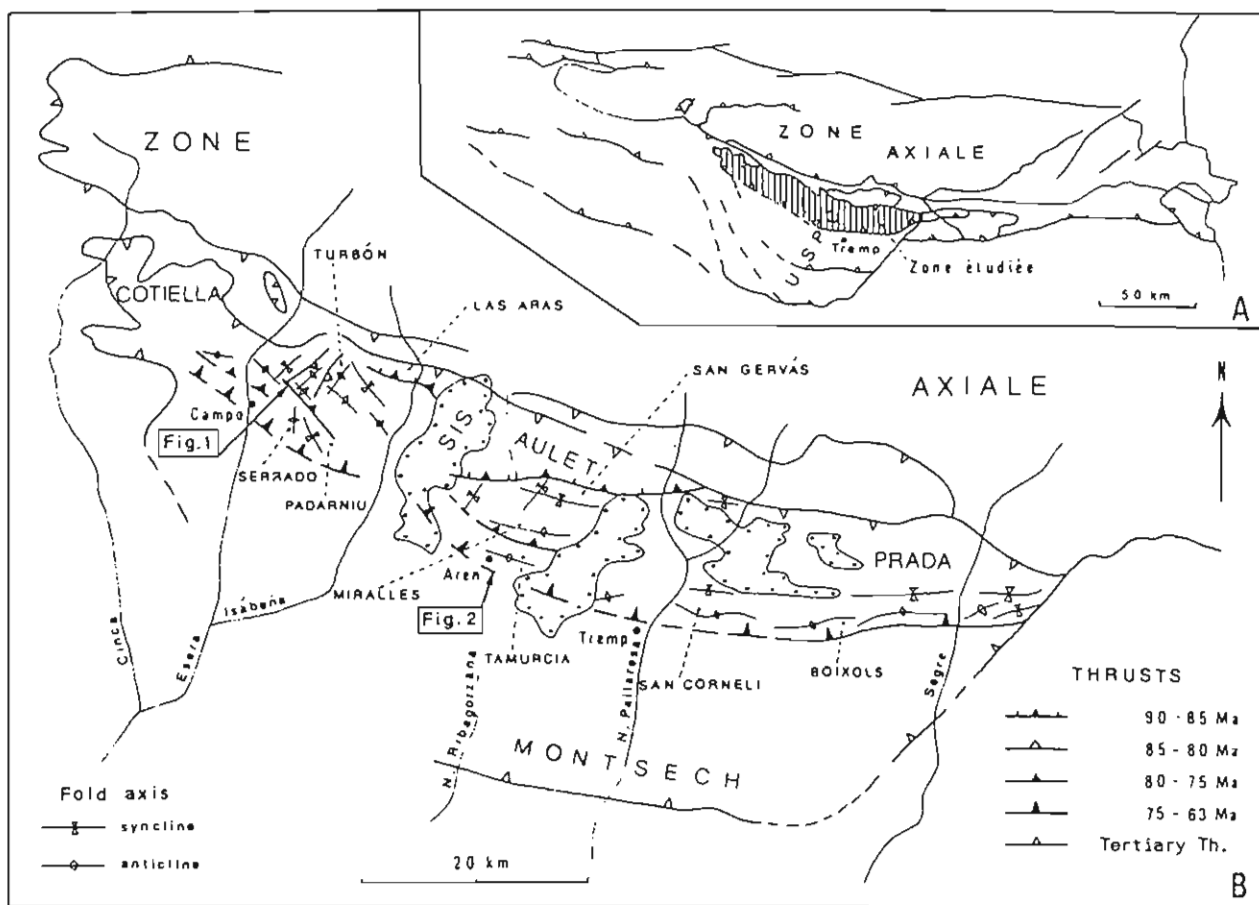 ZONE
AXIALE
USP
Tremp
Zone étudiée
50 km
A
ZONE
TURBÓN
COTIELLA
LAS ARAS
SAN GERVÁS
AXIALE
N
Campo
Fig.1
SIS
AULET
SERRADO
PADARNIU
PRADA
Aren
MIRALLES
Fig. 2
Isábena
Cinca
Esera
TAMURCIA
Tremp
SAN CORNELI
BOIXOLS
Segre
N. Ribagorzana
N. Pallaresa
MONTSECH
THRUSTS
90 - 85 Ma
85 - 80 Ma
80 - 75 Ma
75 - 63 Ma
Tertiary Th.
Fold axis
syncline
anticline
20 km
B